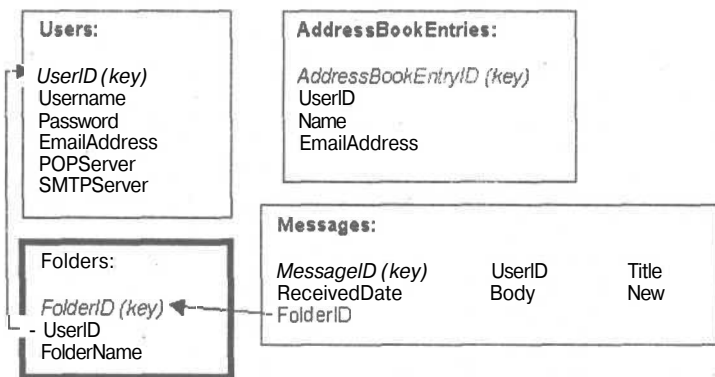 Users:
UserID (key)
Username
Password
EmailAddress
POPServer
SMTPServer
AddressBookEntries:
AddressBookEntryID (key)
UserID
Name
EmailAddress
Folders:
FolderID (key)
UserID
FolderName
Messages:
MessageID (key) UserID Title
ReceivedDate Body New
FolderID